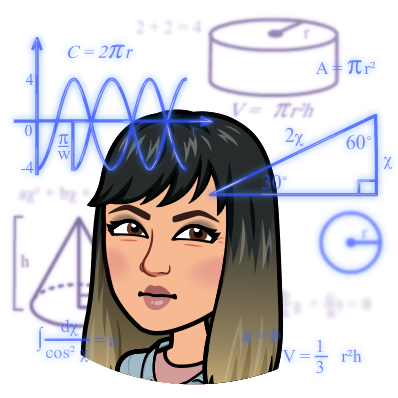 2 + 2 = 4
C = 2πr
r
4
A = πr²
V = πr²h
0
π
w
2χ
60°
χ
-4
30°
r
h
∫ dχ
cos² χ
V = 1
3
r²h